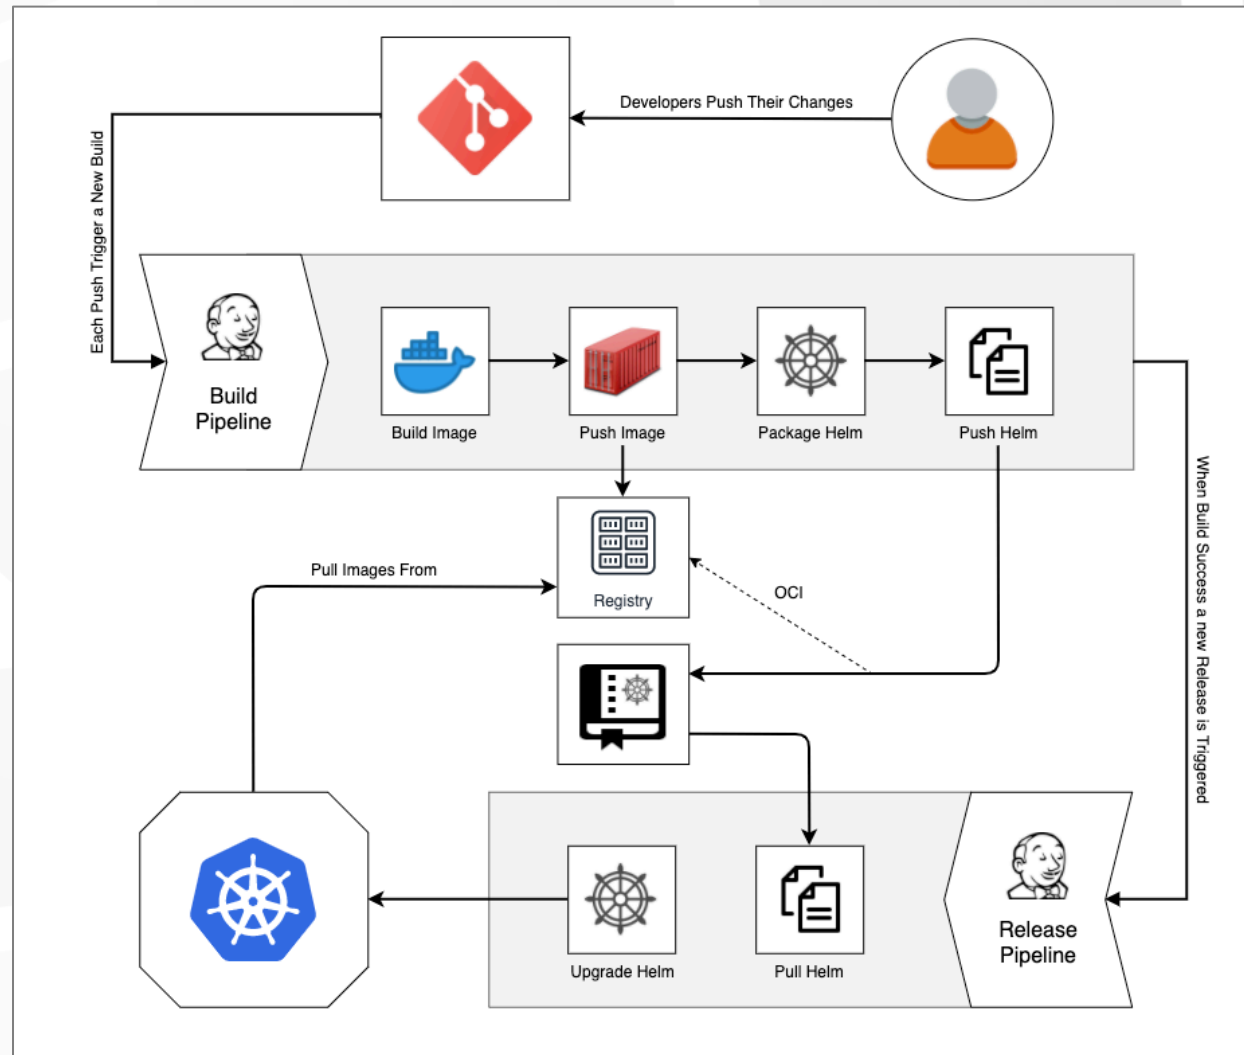 Developers Push Their Changes
Each Push Trigger a New Build
Build
Pipeline
Build Image
Push Image
Package Helm
Push Helm
When Build Success a new Release is Triggered
Registry
Pull Images From
OCI
Upgrade Helm
Pull Helm
Release
Pipeline